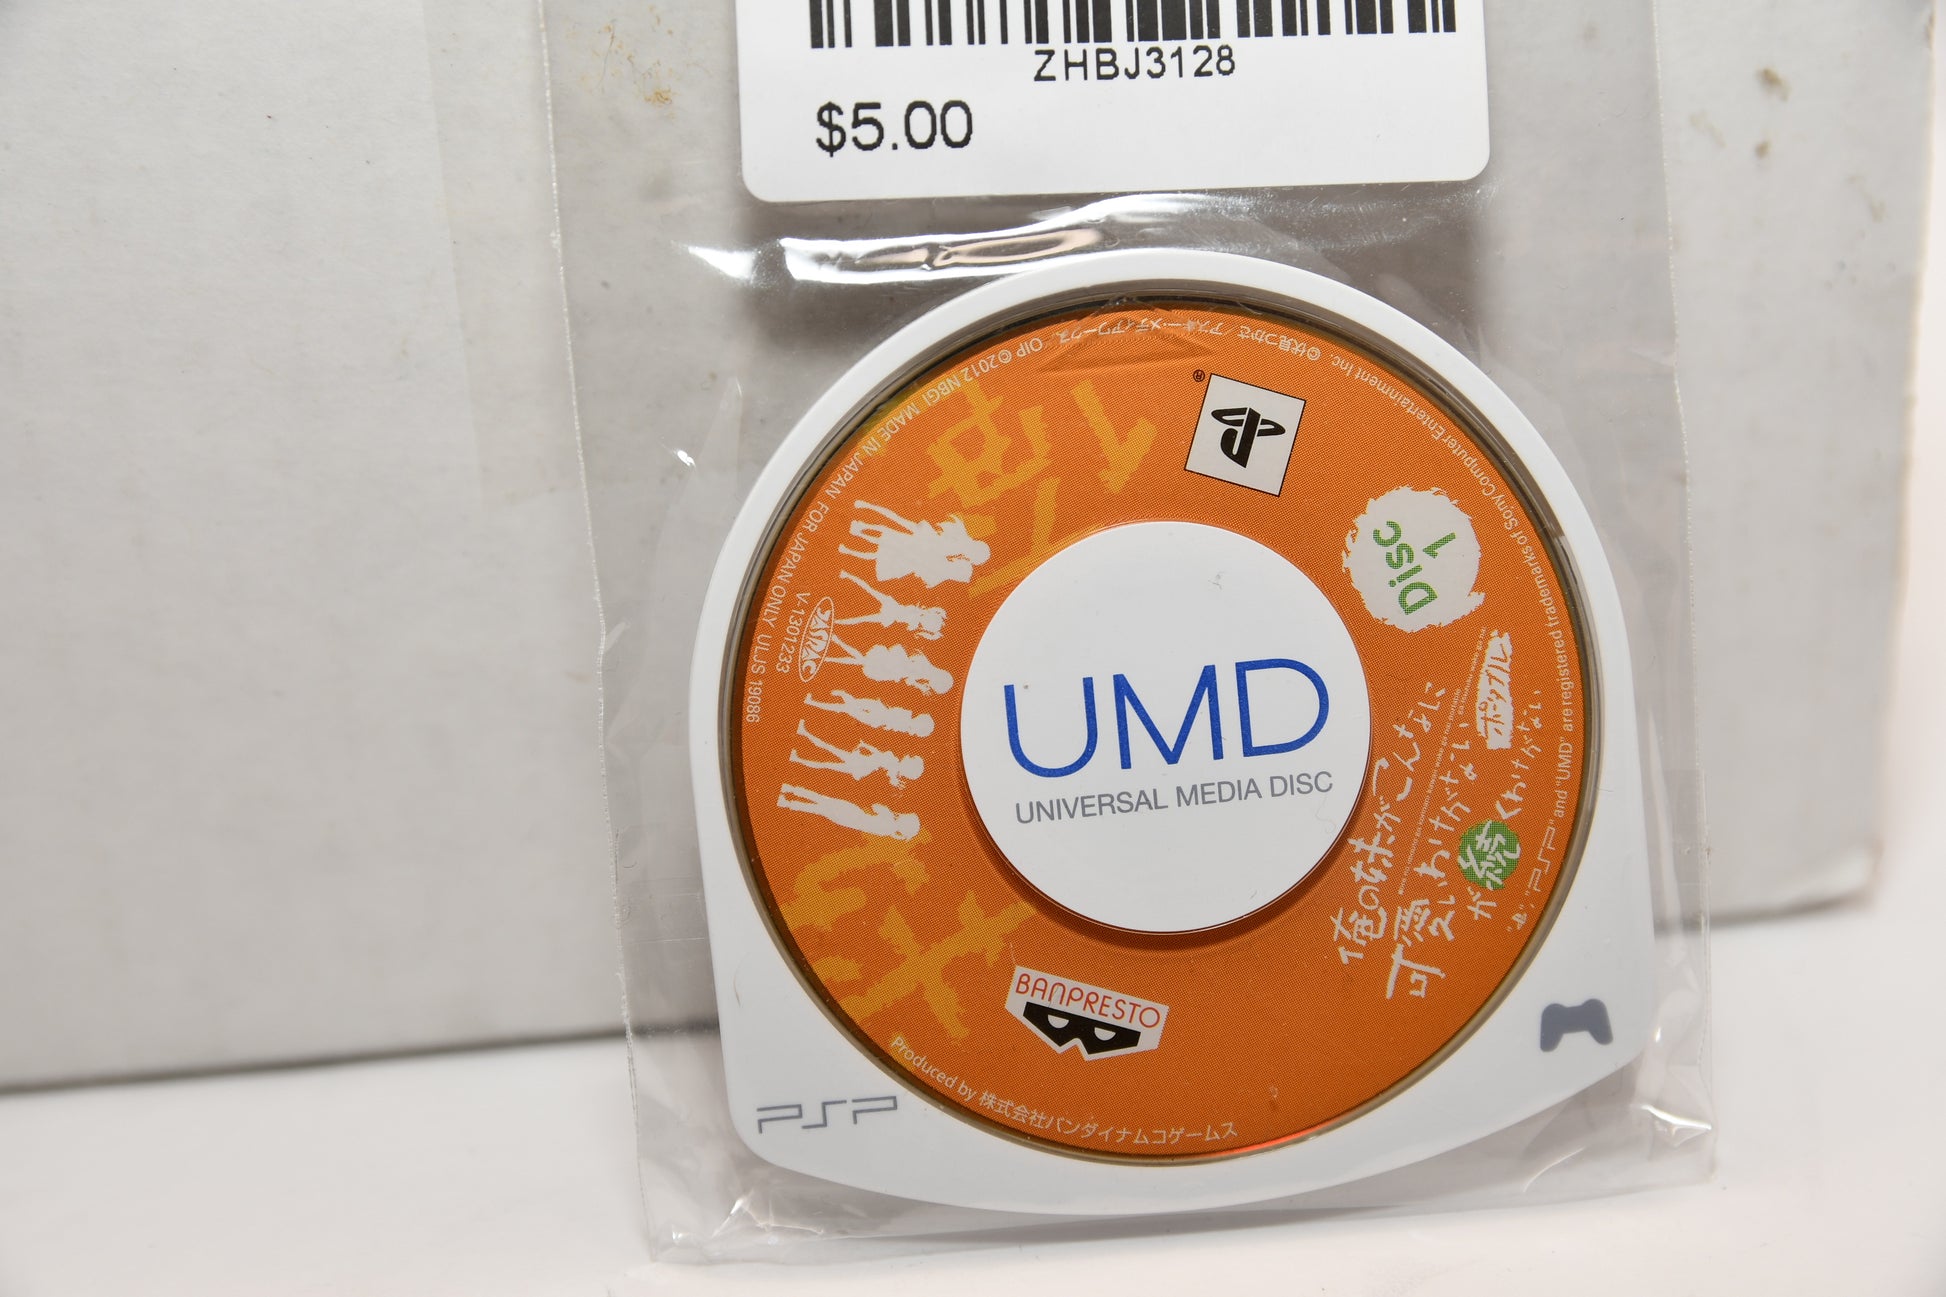 ZHBJ3128
$5.00
UMD
UNIVERSAL MEDIA DISC
Disc
1
俺の妹がこんなに
可愛いわけがない
ポータブル
が続くわけがない
BANPRESTO
Produced by 株式会社バンダイナムコゲームス
PSP
JASRAC
V-1301233
®
and "UMD" are registered trademarks of Sony Computer Entertainment Inc. ©伏見つかさ アスキー・メディアワークス OIP ©2012 NBGI MADE IN JAPAN FOR JAPAN ONLY ULJS 19086